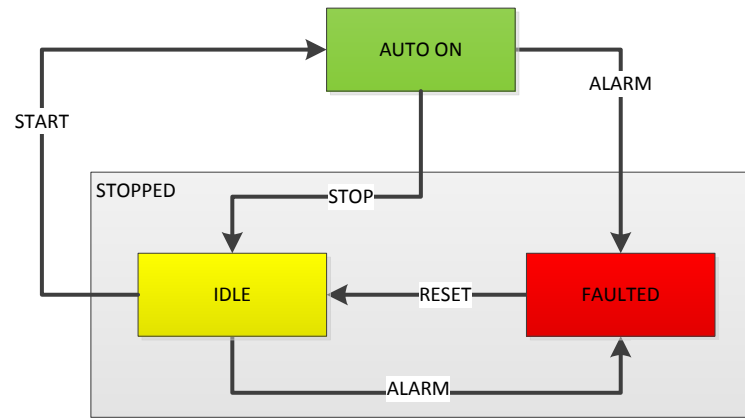 AUTO ON
ALARM
START
STOPPED
STOP
IDLE
RESET
FAULTED
ALARM